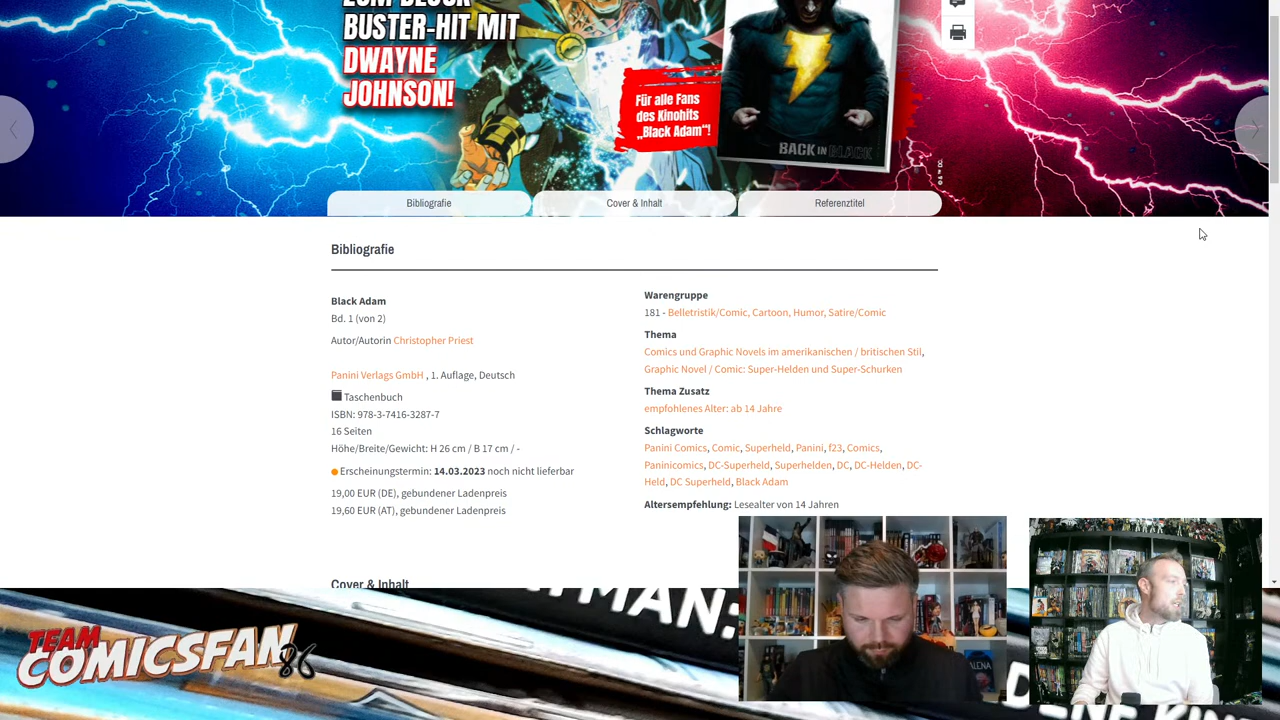 BUSTER-HIT MIT
DWAYNE
JOHNSON!
Für alle Fans
des Kinohits
„Black Adam“!
BACK IN BLACK
Bibliografie
Cover & Inhalt
Referenztitel
Bibliografie
Black Adam
Bd. 1 (von 2)
Autor/Autorin Christopher Priest
Panini Verlags GmbH , 1. Auflage, Deutsch
Taschenbuch
ISBN: 978-3-7416-3287-7
16 Seiten
Höhe/Breite/Gewicht: H 26 cm / B 17 cm / -
Erscheinungstermin: 14.03.2023 noch nicht lieferbar
19,00 EUR (DE), gebundener Ladenpreis
19,60 EUR (AT), gebundener Ladenpreis
Warengruppe
181 - Belletristik/Comic, Cartoon, Humor, Satire/Comic
Thema
Comics und Graphic Novels im amerikanischen / britischen Stil,
Graphic Novel / Comic: Super-Helden und Super-Schurken
Thema Zusatz
empfohlenes Alter: ab 14 Jahre
Schlagworte
Panini Comics, Comic, Superheld, Panini, f23, Comics,
Paninicomics, DC-Superheld, Superhelden, DC, DC-Helden, DC-
Held, DC Superheld, Black Adam
Altersempfehlung: Lesealter von 14 Jahren
Cover & Inhalt
TEAM
COMICSFAN
86